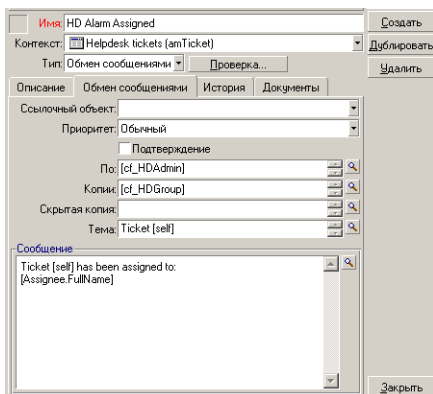 Имя: HD Alarm Assigned
Создать
Контекст: Helpdesk tickets (amTicket)
Дублировать
Тип: Обмен сообщениями
Проверка...
Удалить
Описание Обмен сообщениями История Документы
Ссылочный объект:
Приоритет: Обычный
Подтверждение
По: [cf_HDAdmin]
Копии: [cf_HDGroup]
Скрытая копия:
Тема: Ticket [self]
Сообщение
Ticket [self] has been assigned to:
[Assignee.FullName]
Закрыть